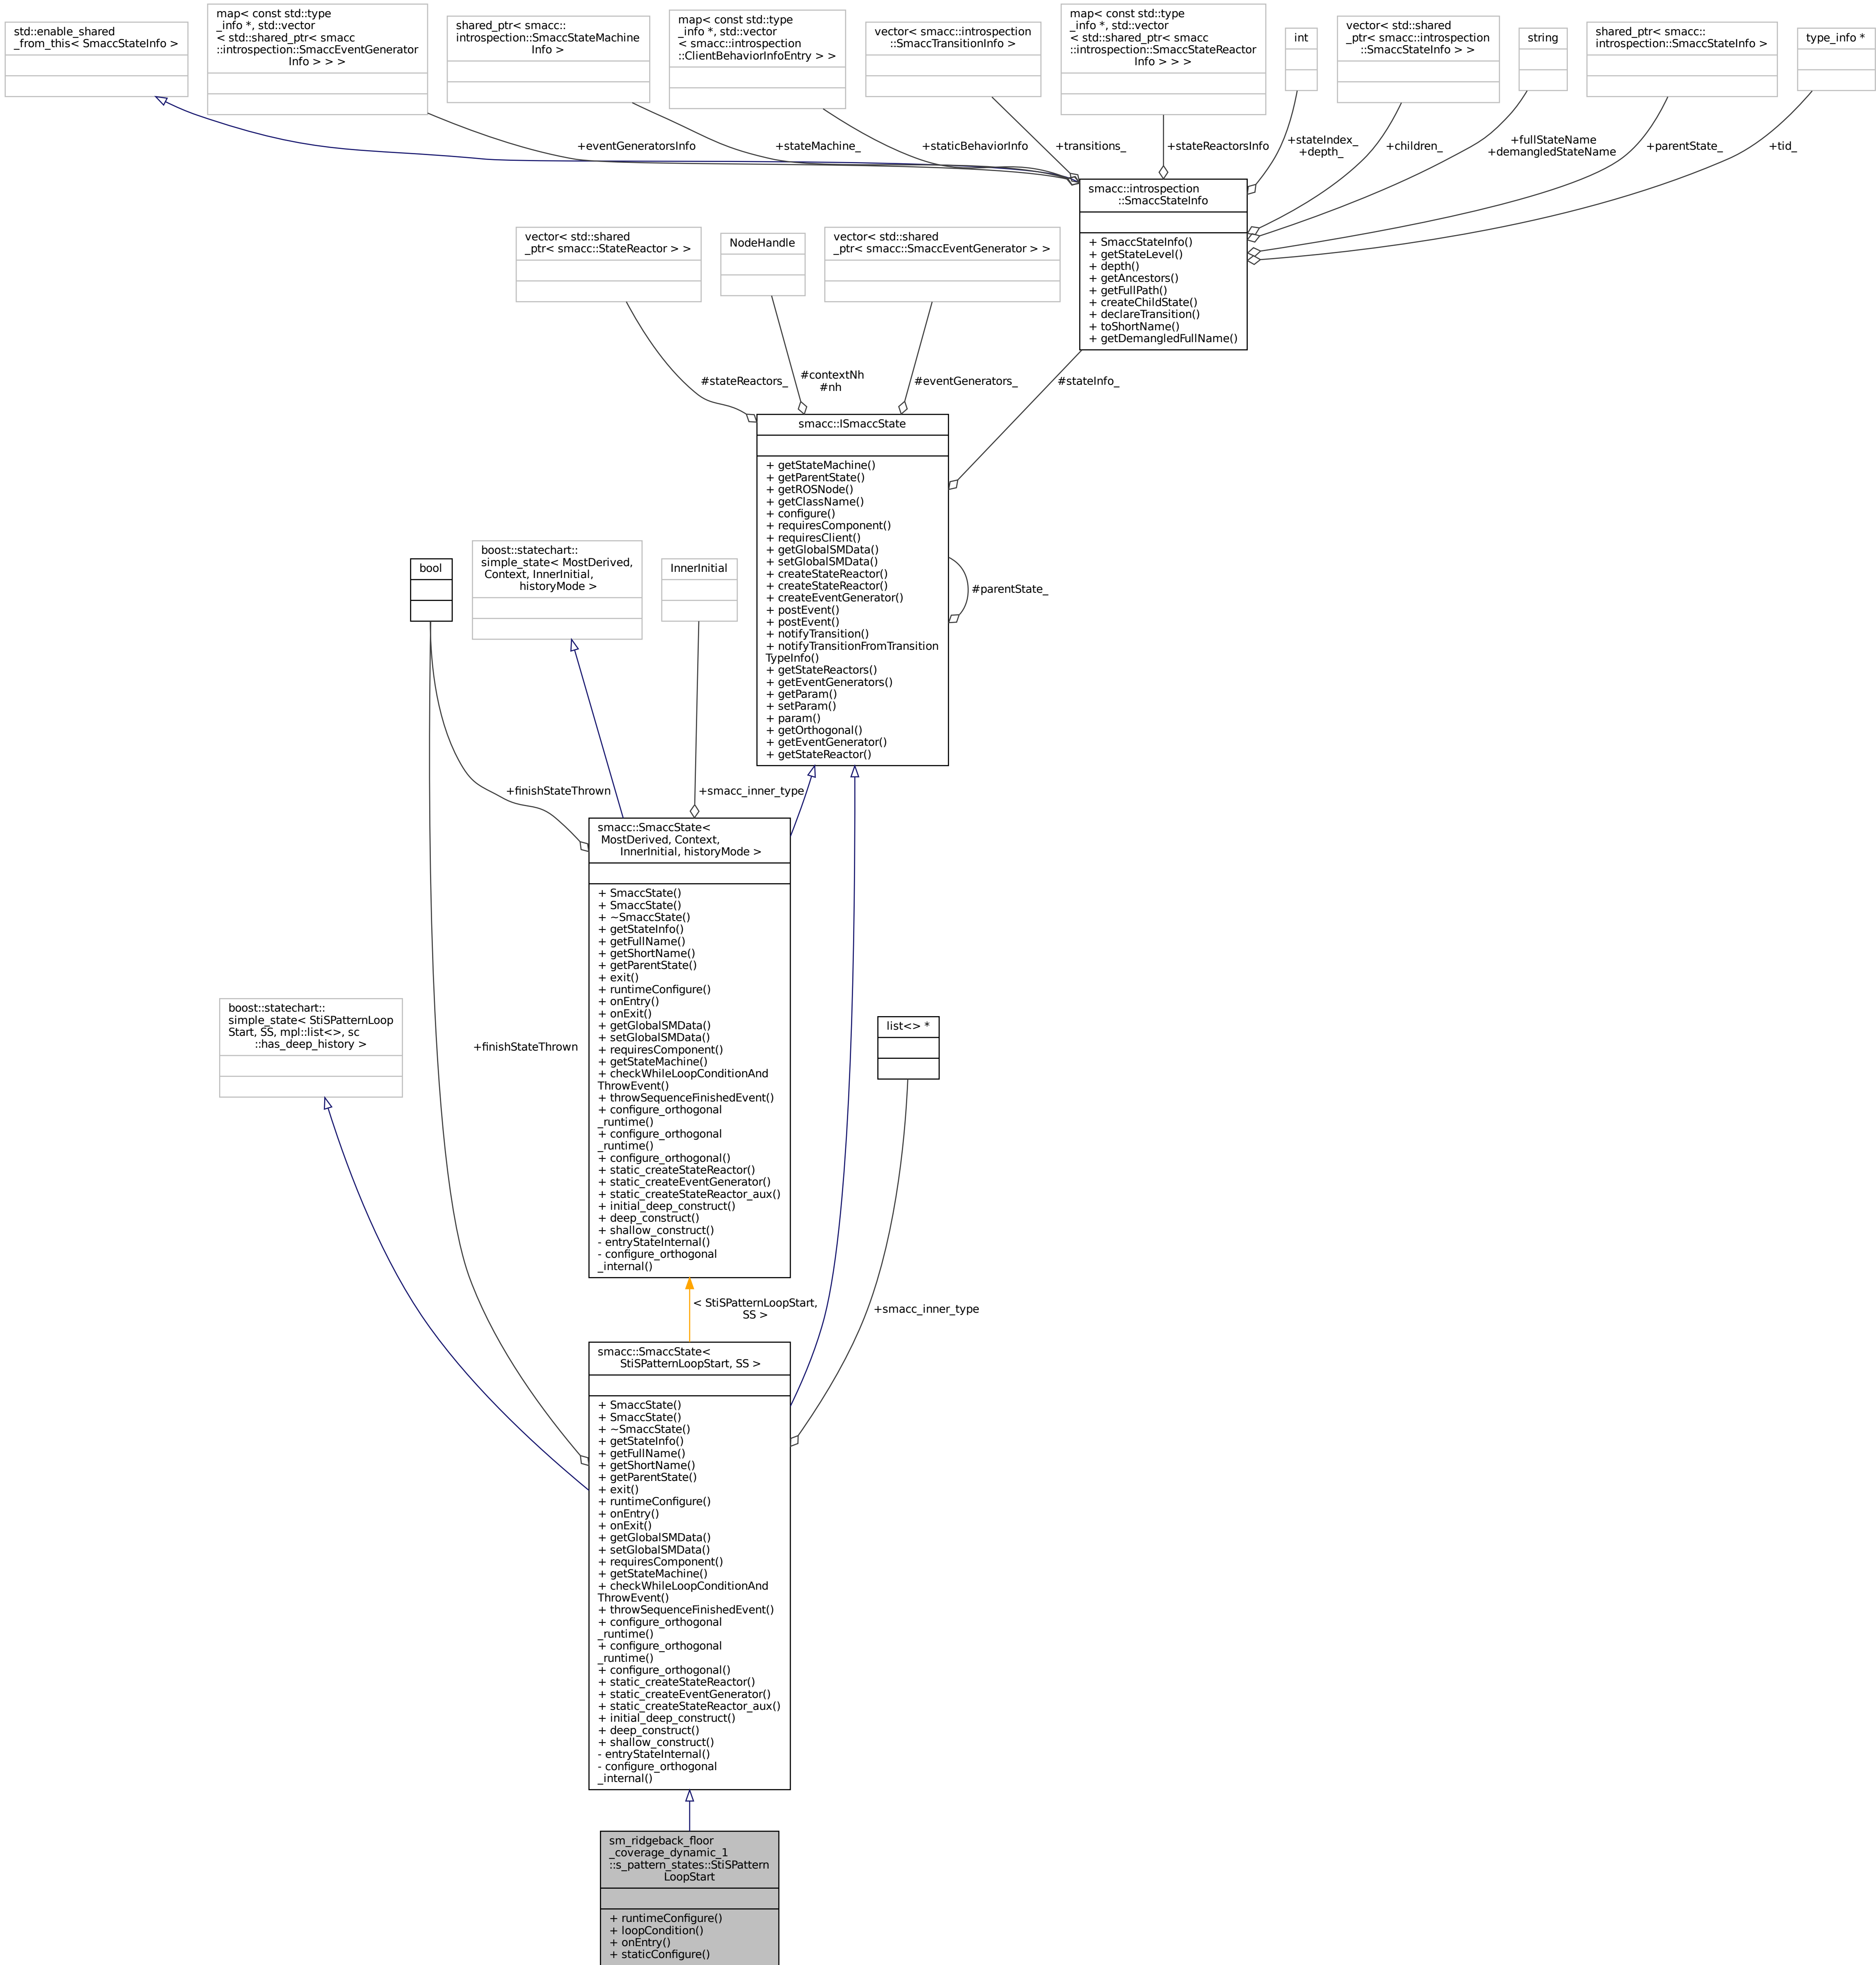 std::enable_shared
_from_this< SmaccStateInfo >
map< const std::type
_info *, std::vector
< std::shared_ptr< smacc
::introspection::SmaccEventGenerator
Info > > >
shared_ptr< smacc::
introspection::SmaccStateMachine
Info >
map< const std::type
_info *, std::vector
< smacc::introspection
::ClientBehaviorInfoEntry > >
vector< smacc::introspection
::SmaccTransitionInfo >
map< const std::type
_info *, std::vector
< std::shared_ptr< smacc
::introspection::SmaccStateReactor
Info > > >
int
vector< std::shared
_ptr< smacc::introspection
::SmaccStateInfo > >
string
shared_ptr< smacc::
introspection::SmaccStateInfo >
type_info *
+eventGeneratorsInfo
+stateMachine_
+staticBehaviorInfo
+transitions_
+stateReactorsInfo
+stateIndex_
+depth_
+children_
+fullStateName
+demangledStateName
+parentState_
+tid_
smacc::introspection
::SmaccStateInfo
+ SmaccStateInfo()
+ getStateLevel()
+ depth()
+ getAncestors()
+ getFullPath()
+ createChildState()
+ declareTransition()
+ toShortName()
+ getDemangledFullName()
vector< std::shared
_ptr< smacc::StateReactor > >
NodeHandle
vector< std::shared
_ptr< smacc::SmaccEventGenerator > >
#stateReactors_
#contextNh
#nh
#eventGenerators_
#stateInfo_
smacc::ISmaccState
+ getStateMachine()
+ getParentState()
+ getROSNode()
+ getClassName()
+ configure()
+ requiresComponent()
+ requiresClient()
+ getGlobalSMData()
+ setGlobalSMData()
+ createStateReactor()
+ createStateReactor()
+ createEventGenerator()
+ postEvent()
+ postEvent()
+ notifyTransition()
+ notifyTransitionFromTransition
TypeInfo()
+ getStateReactors()
+ getEventGenerators()
+ getParam()
+ setParam()
+ param()
+ getOrthogonal()
+ getEventGenerator()
+ getStateReactor()
#parentState_
bool
boost::statechart::
simple_state< MostDerived,
Context, InnerInitial,
historyMode >
InnerInitial
+finishStateThrown
+smacc_inner_type
smacc::SmaccState<
MostDerived, Context,
InnerInitial, historyMode >
+ SmaccState()
+ SmaccState()
+ ~SmaccState()
+ getStateInfo()
+ getFullName()
+ getShortName()
+ getParentState()
+ exit()
+ runtimeConfigure()
+ onEntry()
+ onExit()
+ getGlobalSMData()
+ setGlobalSMData()
+ requiresComponent()
+ getStateMachine()
+ checkWhileLoopConditionAnd
ThrowEvent()
+ throwSequenceFinishedEvent()
+ configure_orthogonal
_runtime()
+ configure_orthogonal
_runtime()
+ configure_orthogonal()
+ static_createStateReactor()
+ static_createEventGenerator()
+ static_createStateReactor_aux()
+ initial_deep_construct()
+ deep_construct()
+ shallow_construct()
- entryStateInternal()
- configure_orthogonal
_internal()
boost::statechart::
simple_state< StiSPatternLoop
Start, SS, mpl::list<>, sc
::has_deep_history >
+finishStateThrown
list<> *
< StiSPatternLoopStart,
SS >
+smacc_inner_type
smacc::SmaccState<
StiSPatternLoopStart, SS >
+ SmaccState()
+ SmaccState()
+ ~SmaccState()
+ getStateInfo()
+ getFullName()
+ getShortName()
+ getParentState()
+ exit()
+ runtimeConfigure()
+ onEntry()
+ onExit()
+ getGlobalSMData()
+ setGlobalSMData()
+ requiresComponent()
+ getStateMachine()
+ checkWhileLoopConditionAnd
ThrowEvent()
+ throwSequenceFinishedEvent()
+ configure_orthogonal
_runtime()
+ configure_orthogonal
_runtime()
+ configure_orthogonal()
+ static_createStateReactor()
+ static_createEventGenerator()
+ static_createStateReactor_aux()
+ initial_deep_construct()
+ deep_construct()
+ shallow_construct()
- entryStateInternal()
- configure_orthogonal
_internal()
sm_ridgeback_floor
_coverage_dynamic_1
::s_pattern_states::StiSPattern
LoopStart
+ runtimeConfigure()
+ loopCondition()
+ onEntry()
+ staticConfigure()